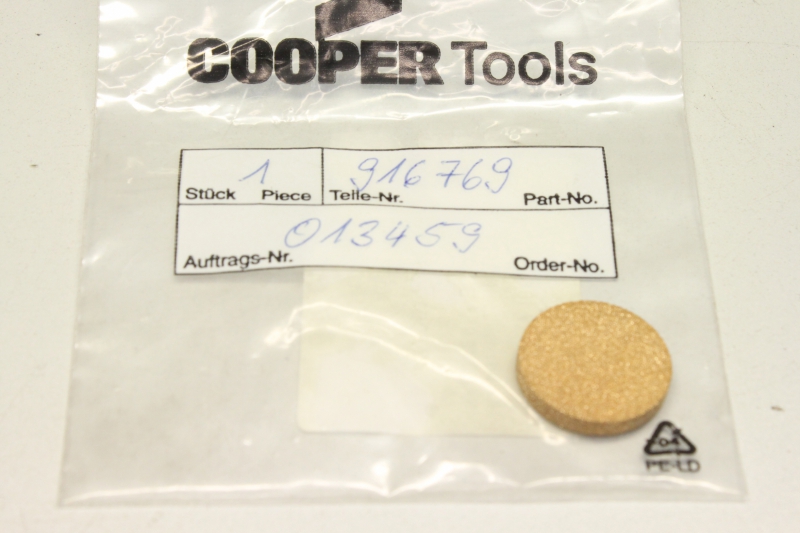 COOPER Tools
1 916769
Stück Piece Teile-Nr. Part-No.
013459
Auftrags-Nr. Order-No.
04
PE-LD